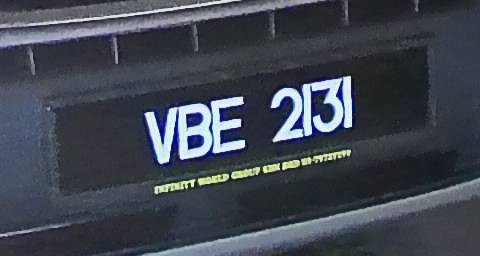 VBE 2131
INFINITY WORLD GROUP SDN BHD